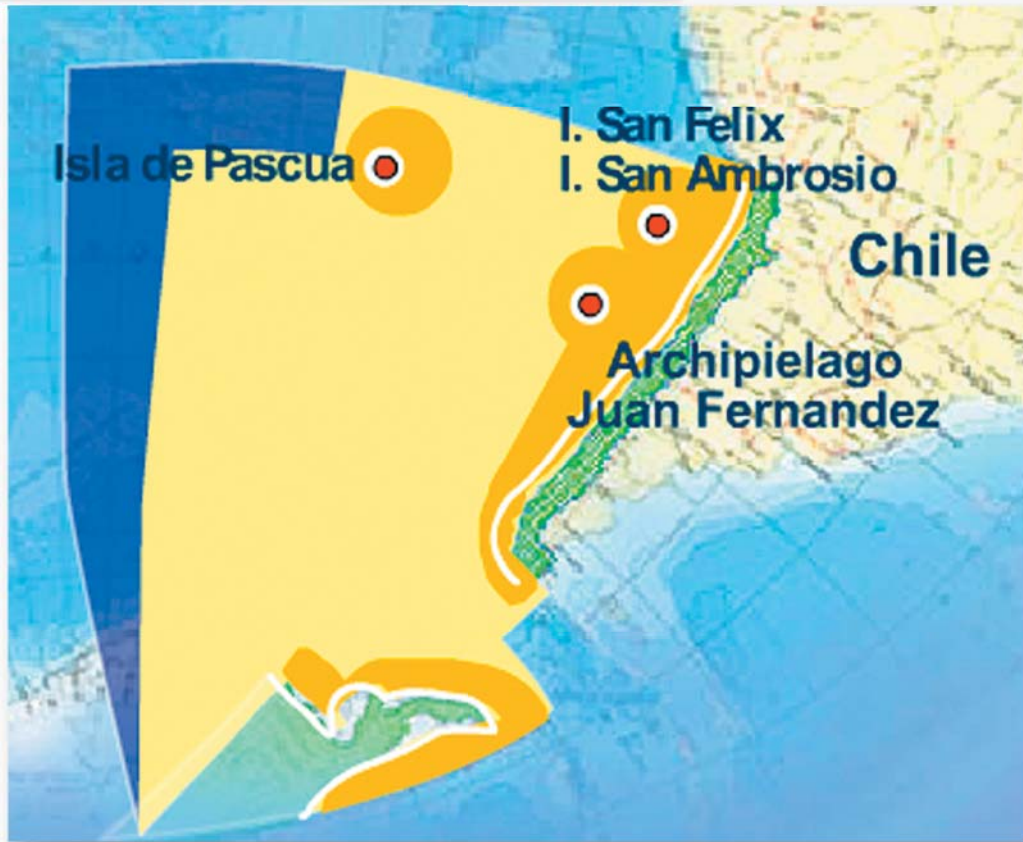 I. San Felix
Isla de Pascua
I. San Ambrosio
Chile
Archipielago
Juan Fernandez